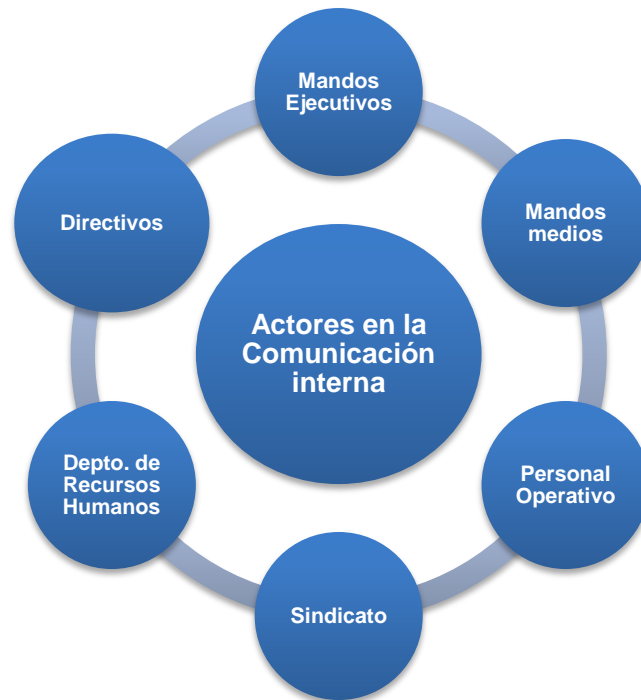 Mandos
Ejecutivos
Directivos
Mandos
medios
Actores en la
Comunicación
interna
Depto. de
Recursos
Humanos
Personal
Operativo
Sindicato